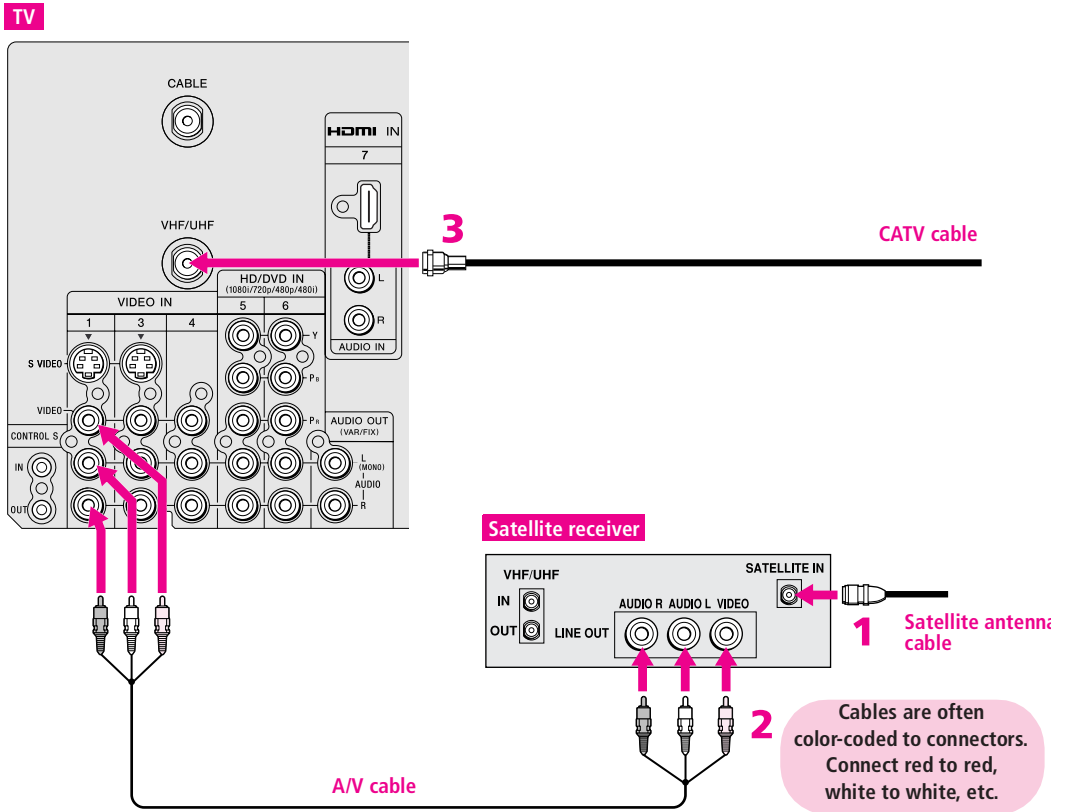 TV
CABLE
HDMI IN
7
VHF/UHF
3
CATV cable
L
HD/DVD IN
(1080i/720p/480p/480i)
VIDEO IN
5 6
1 3 4
R
Y
AUDIO IN
S VIDEO
PB
VIDEO
PR
AUDIO OUT
(VAR/FIX)
CONTROL S
L
(MONO)
IN
AUDIO
OUT
R
Satellite receiver
VHF/UHF
SATELLITE IN
IN
AUDIO R AUDIO L VIDEO
OUT
LINE OUT
1
Satellite antenna
cable
2
Cables are often
color-coded to connectors.
Connect red to red,
white to white, etc.
A/V cable